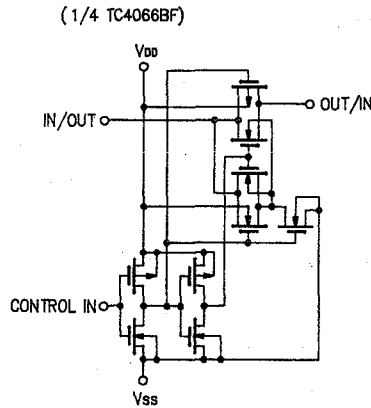 (1/4 TC4066BF)
VDD
OUT/IN
IN/OUT
CONTROL IN
VSS